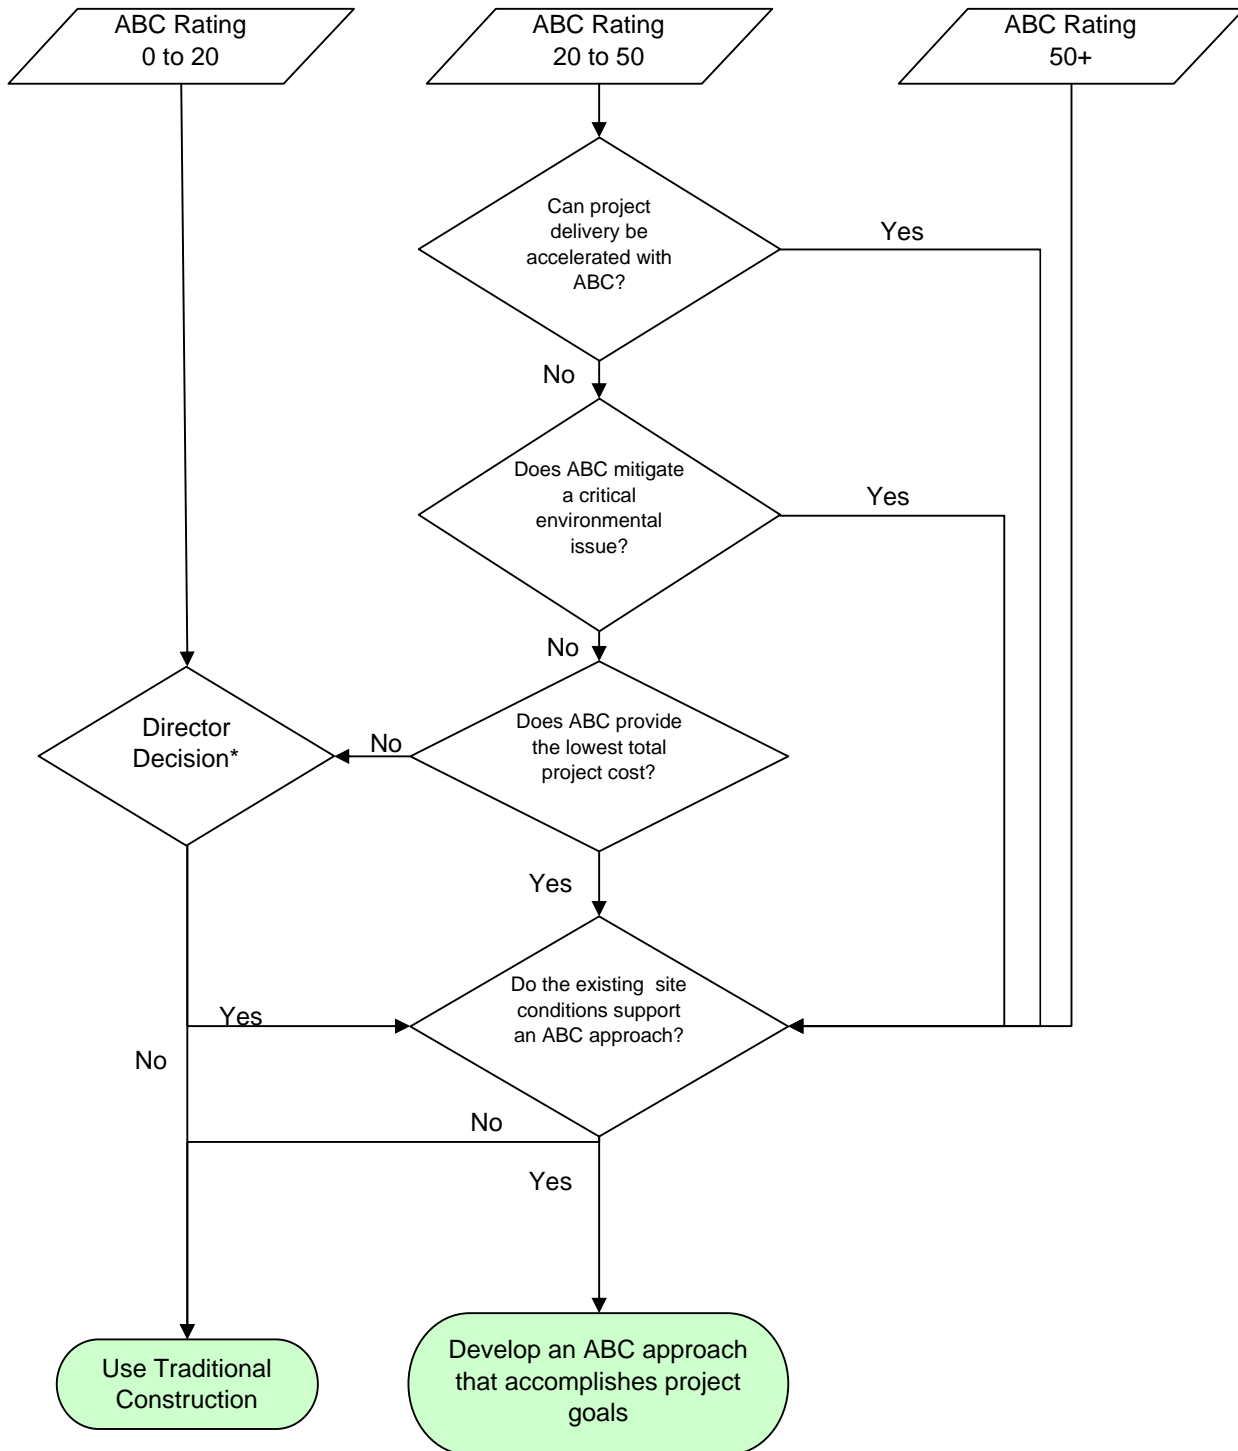 ABC Rating
0 to 20
ABC Rating
20 to 50
ABC Rating
50+
Can project
delivery be
accelerated with
ABC?
Yes
No
Does ABC mitigate
a critical
environmental
issue?
Yes
No
Director
Decision*
No
Does ABC provide
the lowest total
project cost?
Yes
Do the existing site
conditions support
an ABC approach?
Yes
No
No
Yes
Use Traditional
Construction
Develop an ABC approach
that accomplishes project
goals